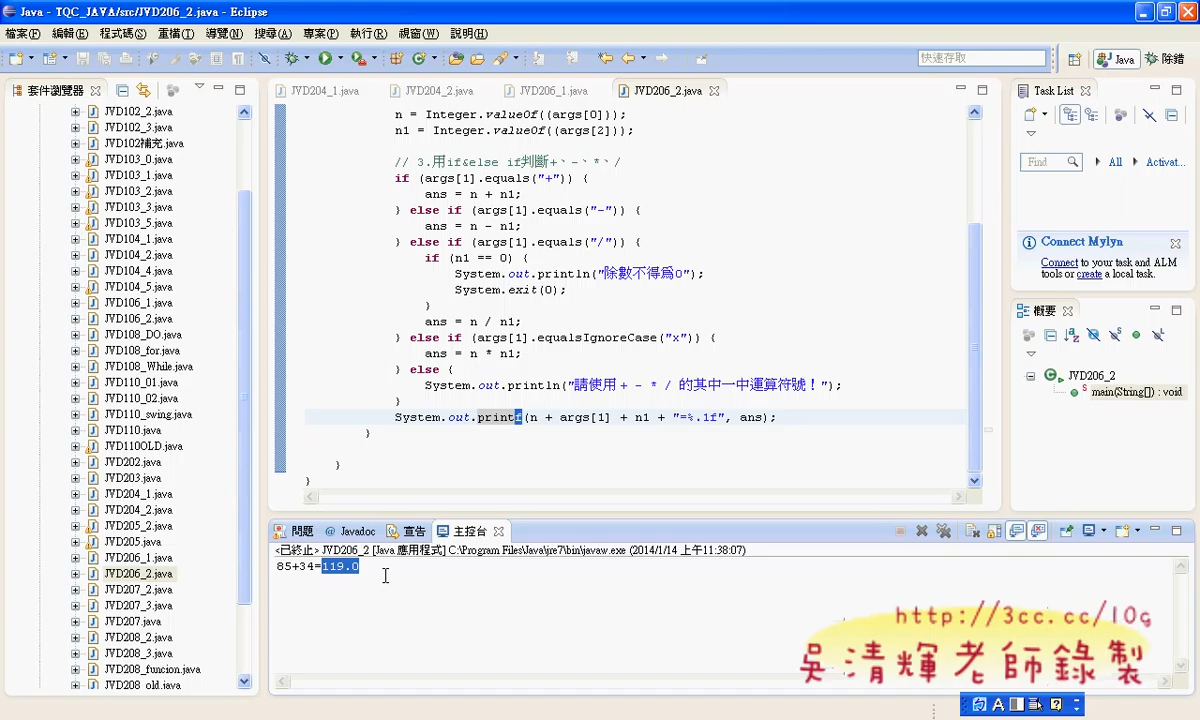 Java - TQC_JAVA/src/JVD206_2.java - Eclipse
檔案(F) 編輯(E) 程式碼(S) 重構(T) 導覽(N) 搜尋(A) 專案(P) 執行(R) 視窗(W) 說明(H)
快速存取
Java
除錯
套件瀏覽器
JVD102_2.java
JVD102_3.java
JVD102補充.java
JVD103_0.java
JVD103_1.java
JVD103_2.java
JVD103_3.java
JVD103_5.java
JVD104_1.java
JVD104_2.java
JVD104_4.java
JVD104_5.java
JVD106_1.java
JVD106_2.java
JVD108_DO.java
JVD108_for.java
JVD108_While.java
JVD110_01.java
JVD110_02.java
JVD110_swing.java
JVD110.java
JVD110OLD.java
JVD202.java
JVD203.java
JVD204_1.java
JVD204_2.java
JVD205_2.java
JVD205.java
JVD206_1.java
JVD206_2.java
JVD207_2.java
JVD207_3.java
JVD207.java
JVD208_2.java
JVD208_3.java
JVD208_funcion.java
JVD208_old.java
JVD204_1.java JVD204_2.java JVD206_1.java JVD206_2.java
n = Integer.valueOf((args[0]));
n1 = Integer.valueOf((args[2]));
// 3.用if&else if判斷+、-、*、/
if (args[1].equals("+")) {
ans = n + n1;
} else if (args[1].equals("-")) {
ans = n - n1;
} else if (args[1].equals("/")) {
if (n1 == 0) {
System.out.println("除數不得為0");
System.exit(0);
}
ans = n / n1;
} else if (args[1].equalsIgnoreCase("x")) {
ans = n * n1;
} else {
System.out.println("請使用 + - * / 的其中一中運算符號！");
}
System.out.printf(n + args[1] + n1 + "=%.1f", ans);
}
}
}
Task List
Find
All
Activat...
Connect Mylyn
Connect to your task and ALM
tools or create a local task.
概要
JVD206_2
main(String[]) : void
問題 @ Javadoc 宣告 主控台
<已終止> JVD206_2 [Java 應用程式] C:\Program Files\Java\jre7\bin\javaw.exe (2014/1/14 上午11:38:07)
85+34=119.0
http://3cc.cc/10g
吳清輝老師錄製